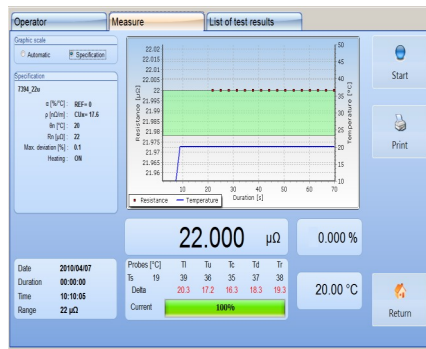 Operator Measure List of test results
Graphic scale
Automatic Specification
Start
Print
Return
Specification
7394_22u
α [%/°C] : REF= 0
ρ [nΩ/m] : CUx= 17.6
θn [°C] : 20
Rn [µΩ] : 22
Max. deviation [%] : 0.1
Heating : ON
Resistance [µΩ]
22.02
22.015
22.01
22.005
22
21.995
21.99
21.985
21.98
21.975
21.97
21.965
Temperature [°C]
50
45
40
35
30
25
20
15
10
10 20 30 40 50 60 70
Duration [s]
Resistance Temperature
22.000 µΩ 0.000 %
Date 2010/04/07
Duration 00:00:00
Time 10:10:05
Range 22 µΩ
Probes [°C] Tl Tu Tc Td Tr
Ts 19 39 36 35 37 38
Delta 20.3 17.2 16.3 18.3 19.3
Current 100%
20.00 °C